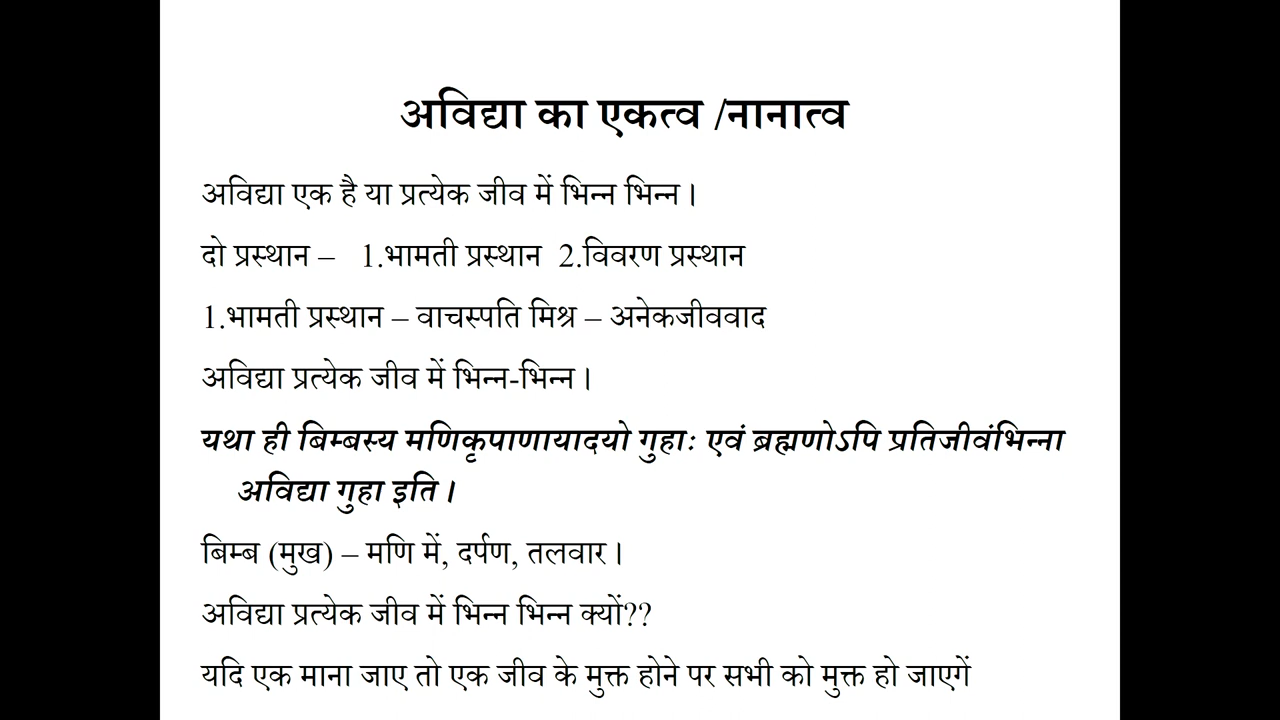 अविद्या का एकत्व /नानात्व
अविद्या एक है या प्रत्येक जीव में भिन्न भिन्न।
दो प्रस्थान – 1.भामती प्रस्थान 2.विवरण प्रस्थान
1.भामती प्रस्थान – वाचस्पति मिश्र – अनेकजीववाद
अविद्या प्रत्येक जीव में भिन्न-भिन्न।
यथा ही बिम्बस्य मणिकृपाणायादयो गुहाः एवं ब्रह्मणोऽपि प्रतिजीवंभिन्ना
अविद्या गुहा इति।
बिम्ब (मुख) – मणि में, दर्पण, तलवार।
अविद्या प्रत्येक जीव में भिन्न भिन्न क्यों??
यदि एक माना जाए तो एक जीव के मुक्त होने पर सभी को मुक्त हो जाएगें